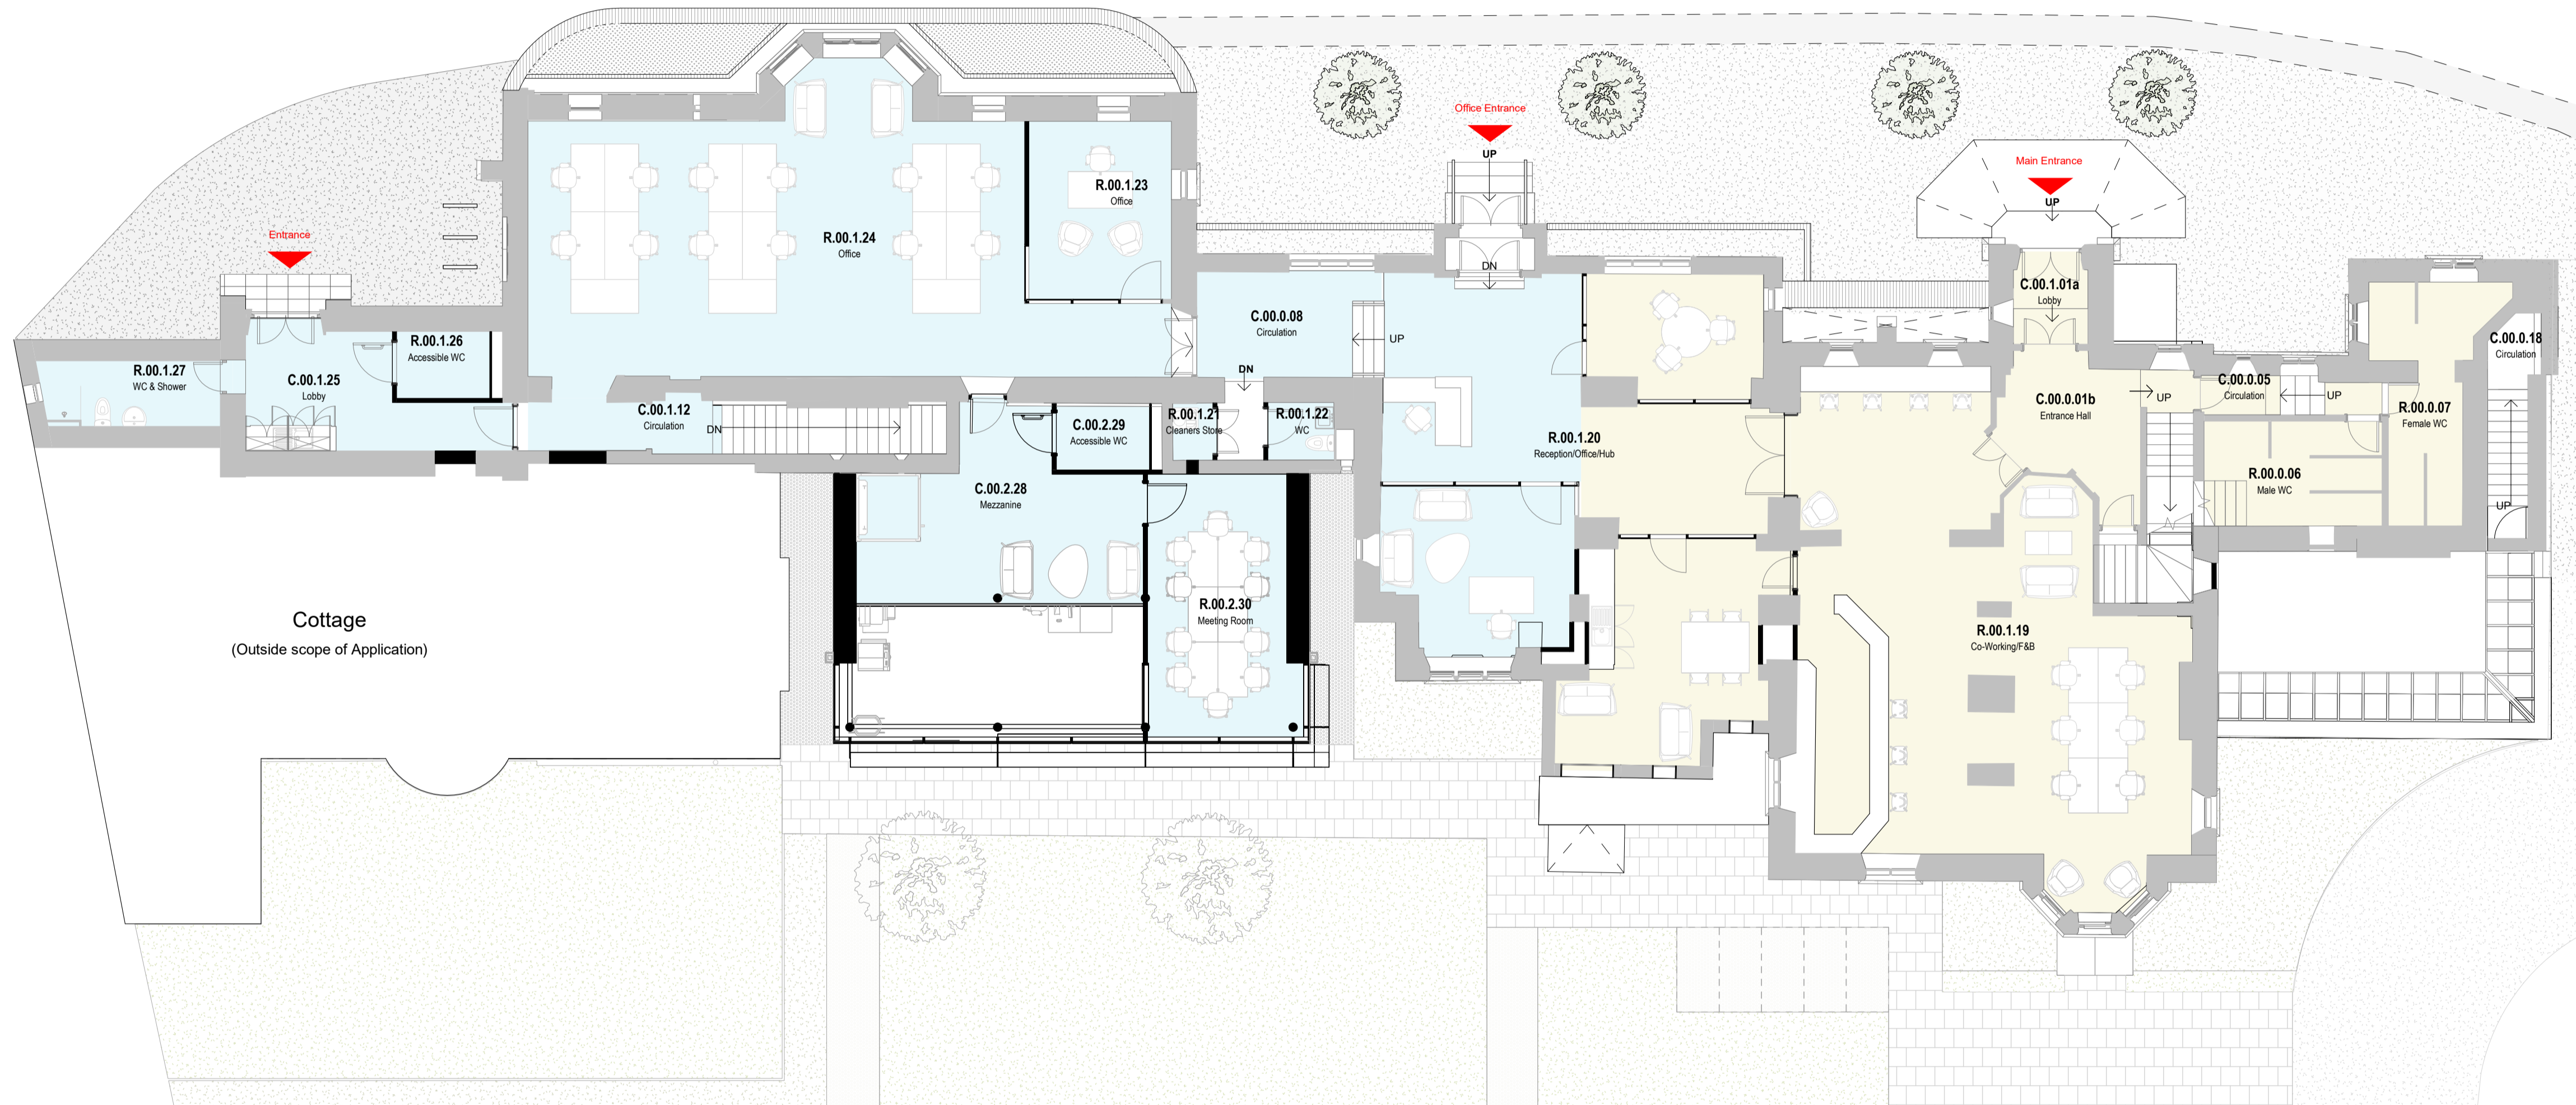 Office Entrance
UP
Main Entrance
UP
R.00.1.23
Office
R.00.1.24
Office
Entrance
DN
C.00.1.01a
Lobby
C.00.0.08
Circulation
UP
C.00.0.18
Circulation
R.00.1.26
Accessible WC
R.00.1.27
WC & Shower
C.00.1.25
Lobby
DN
C.00.0.05
Circulation
UP
UP
C.00.0.01b
Entrance Hall
R.00.0.07
Female WC
C.00.1.12
Circulation
DN
R.00.1.21
Cleaners Store
R.00.1.22
WC
C.00.2.29
Accessible WC
R.00.1.20
Reception/Office/Hub
R.00.0.06
Male WC
C.00.2.28
Mezzanine
UP
R.00.2.30
Meeting Room
Cottage
(Outside scope of Application)
R.00.1.19
Co-Working/F&B